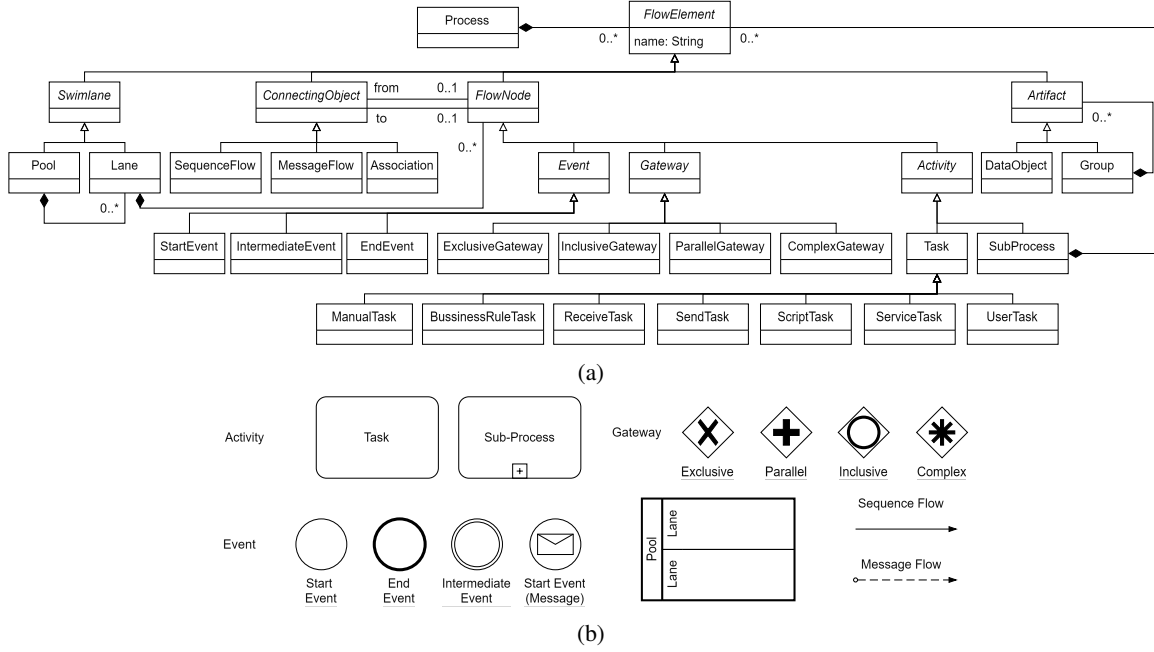 Process
FlowElement
name: String
0..*
0..*
Swimlane
ConnectingObject
from
0..1
to
0..1
FlowNode
Artifact
0..*
0..*
Pool
Lane
SequenceFlow
MessageFlow
Association
Event
Gateway
Activity
DataObject
Group
0..*
StartEvent
IntermediateEvent
EndEvent
ExclusiveGateway
InclusiveGateway
ParallelGateway
ComplexGateway
Task
SubProcess
ManualTask
BussinessRuleTask
ReceiveTask
SendTask
ScriptTask
ServiceTask
UserTask
(a)
Activity
Task
Sub-Process
Gateway
Exclusive
Parallel
Inclusive
Complex
Event
Start
Event
End
Event
Intermediate
Event
Start Event
(Message)
Pool
Lane
Lane
Sequence Flow
Message Flow
(b)